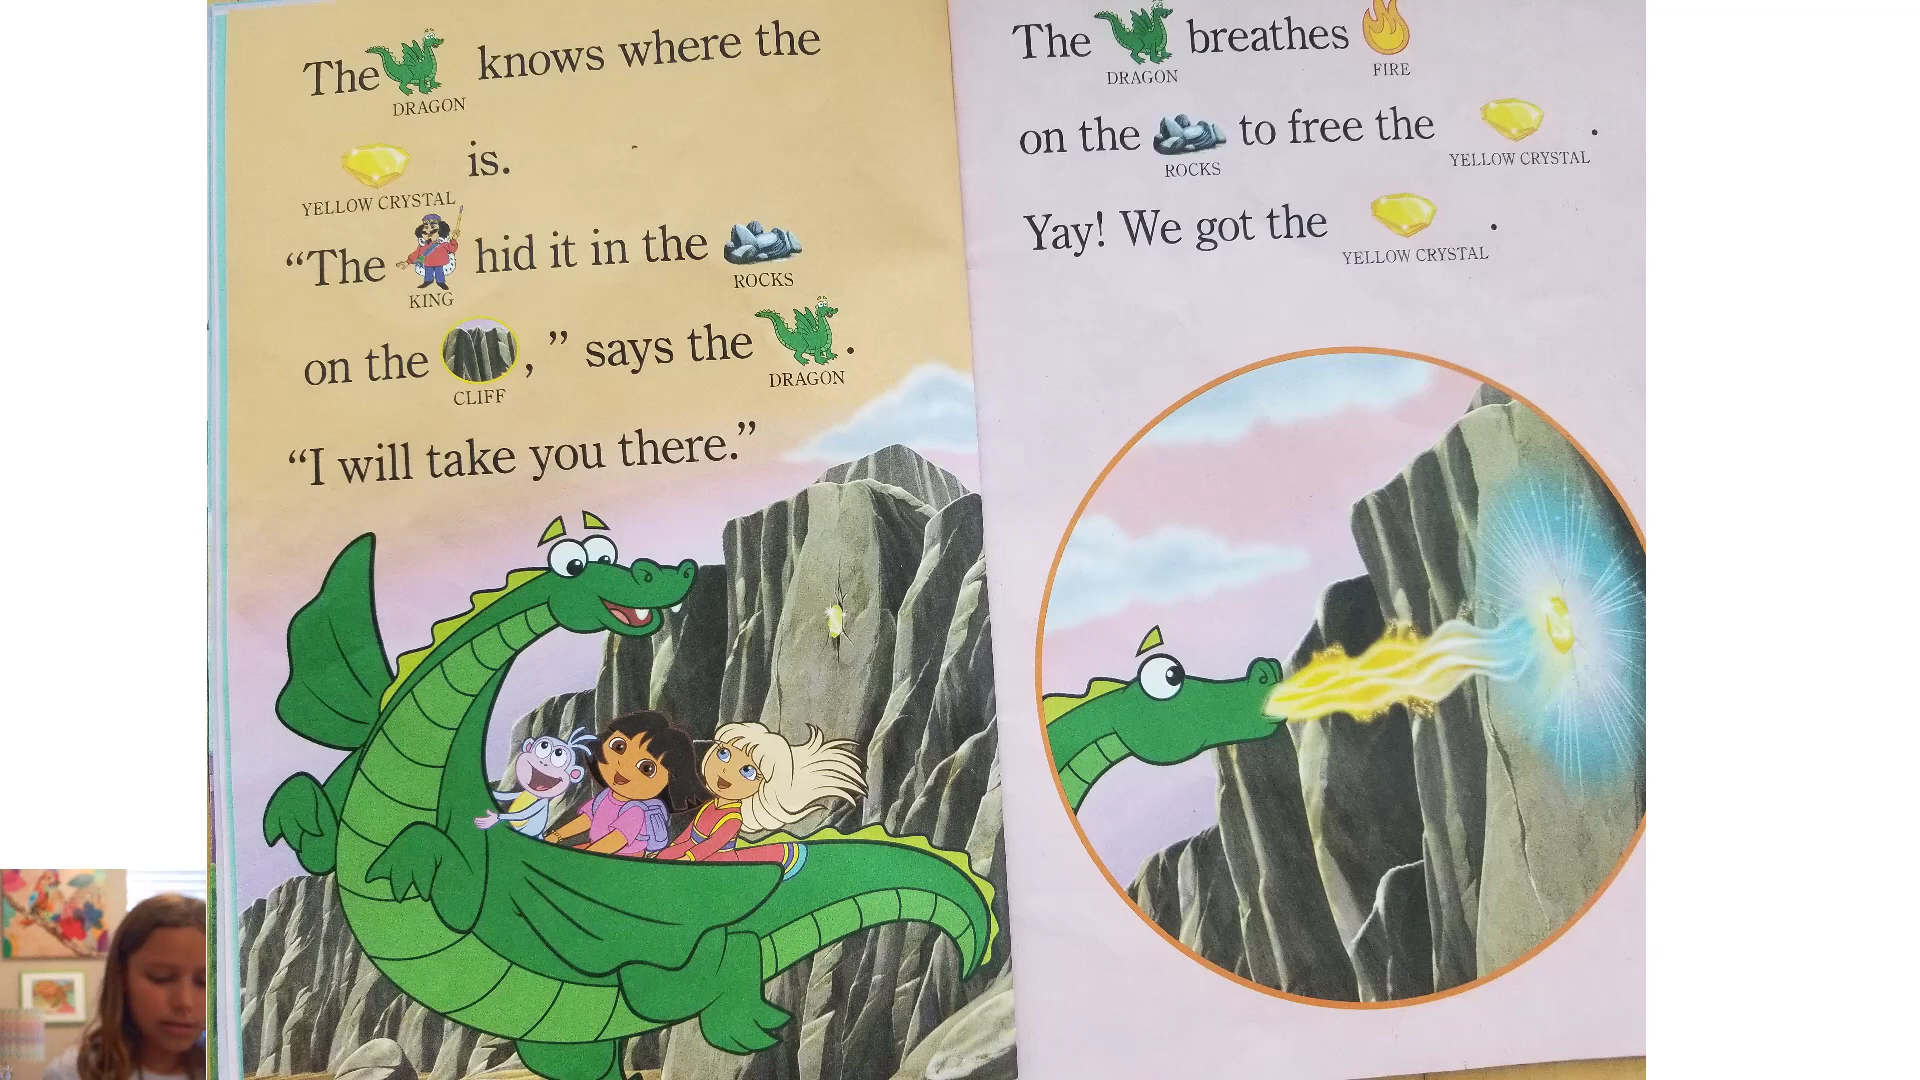 The knows where the
DRAGON
is.
YELLOW CRYSTAL
“The hid it in the
KING ROCKS
on the , ” says the .
CLIFF DRAGON
“I will take you there.”
The breathes
DRAGON FIRE
on the to free the .
ROCKS YELLOW CRYSTAL
Yay! We got the .
YELLOW CRYSTAL